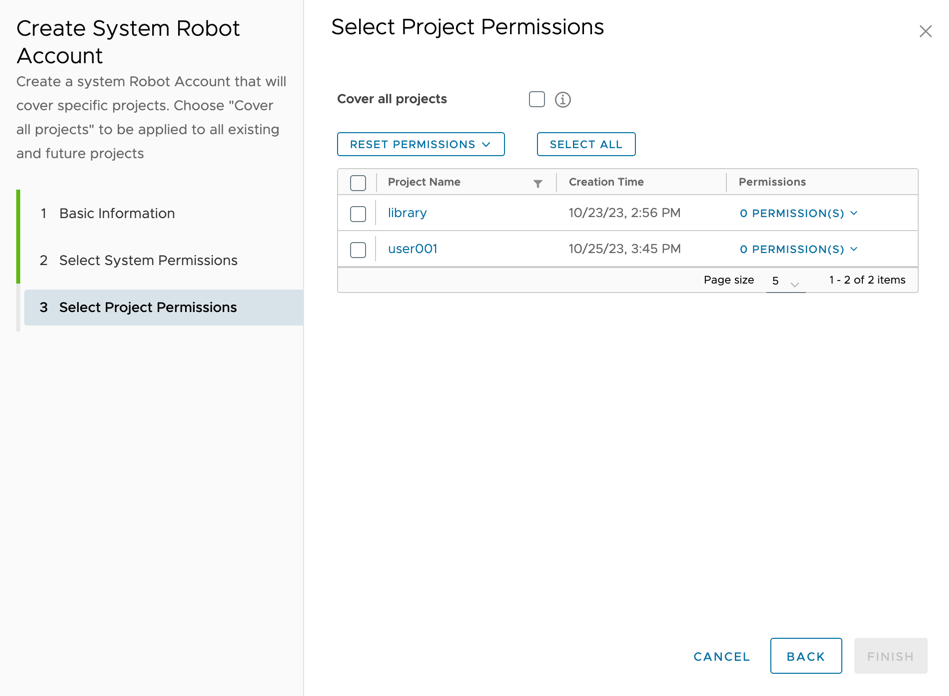 Create System Robot
Account
Create a system Robot Account that will
cover specific projects. Choose "Cover
all projects" to be applied to all existing
and future projects
1 Basic Information
2 Select System Permissions
3 Select Project Permissions
Select Project Permissions
Cover all projects
RESET PERMISSIONS SELECT ALL
Project Name Creation Time Permissions
library 10/23/23, 2:56 PM 0 PERMISSION(S)
user001 10/25/23, 3:45 PM 0 PERMISSION(S)
Page size 5 1 - 2 of 2 items
CANCEL BACK FINISH